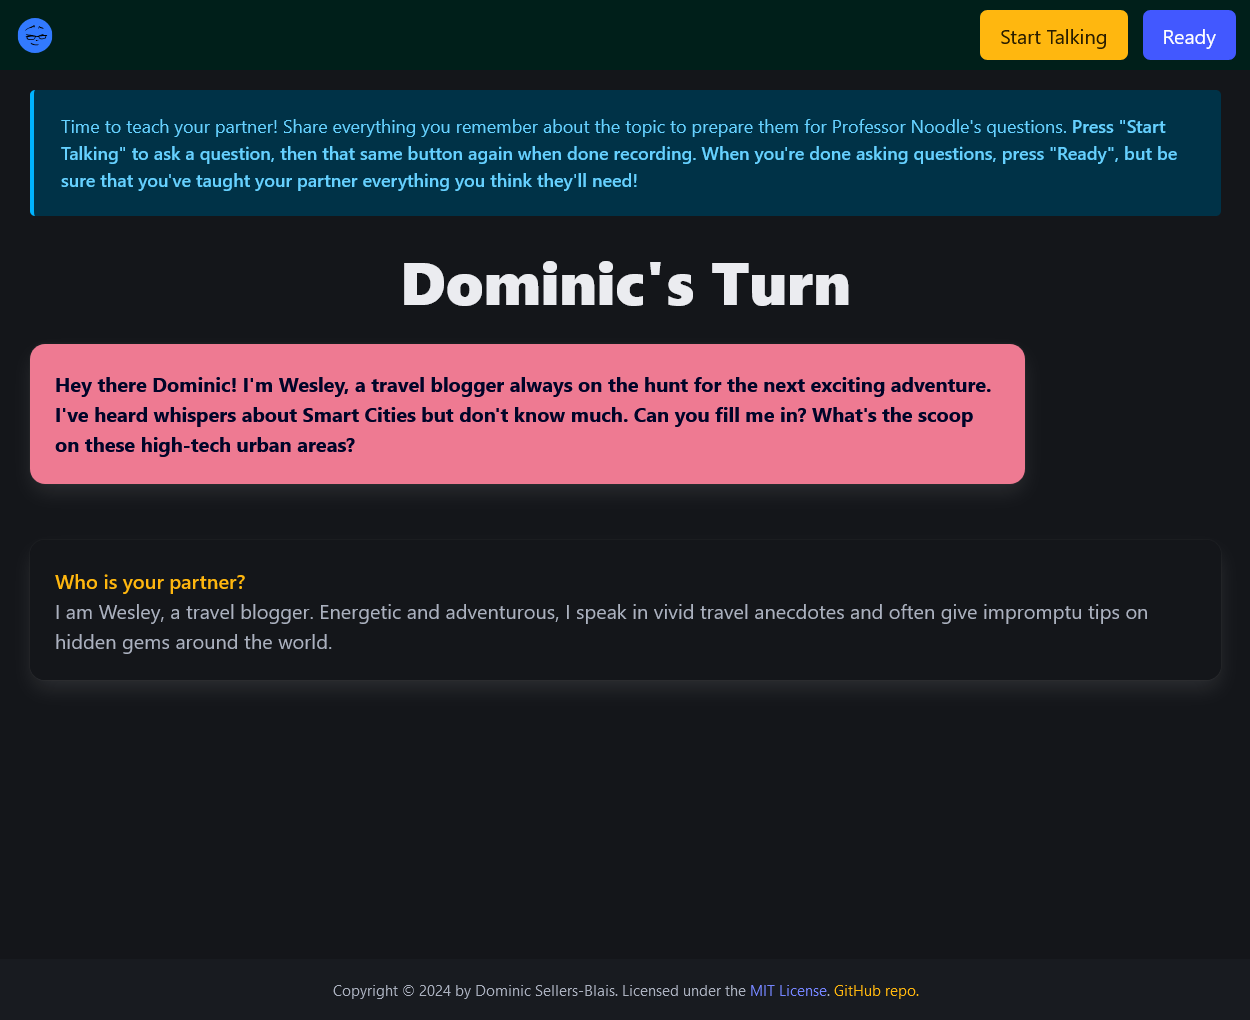 Start Talking
Ready
Time to teach your partner! Share everything you remember about the topic to prepare them for Professor Noodle's questions. Press "Start
Talking" to ask a question, then that same button again when done recording. When you're done asking questions, press "Ready", but be
sure that you've taught your partner everything you think they'll need!
Dominic's Turn
Hey there Dominic! I'm Wesley, a travel blogger always on the hunt for the next exciting adventure.
I've heard whispers about Smart Cities but don't know much. Can you fill me in? What's the scoop
on these high-tech urban areas?
Who is your partner?
I am Wesley, a travel blogger. Energetic and adventurous, I speak in vivid travel anecdotes and often give impromptu tips on
hidden gems around the world.
Copyright © 2024 by Dominic Sellers-Blais. Licensed under the MIT License. GitHub repo.